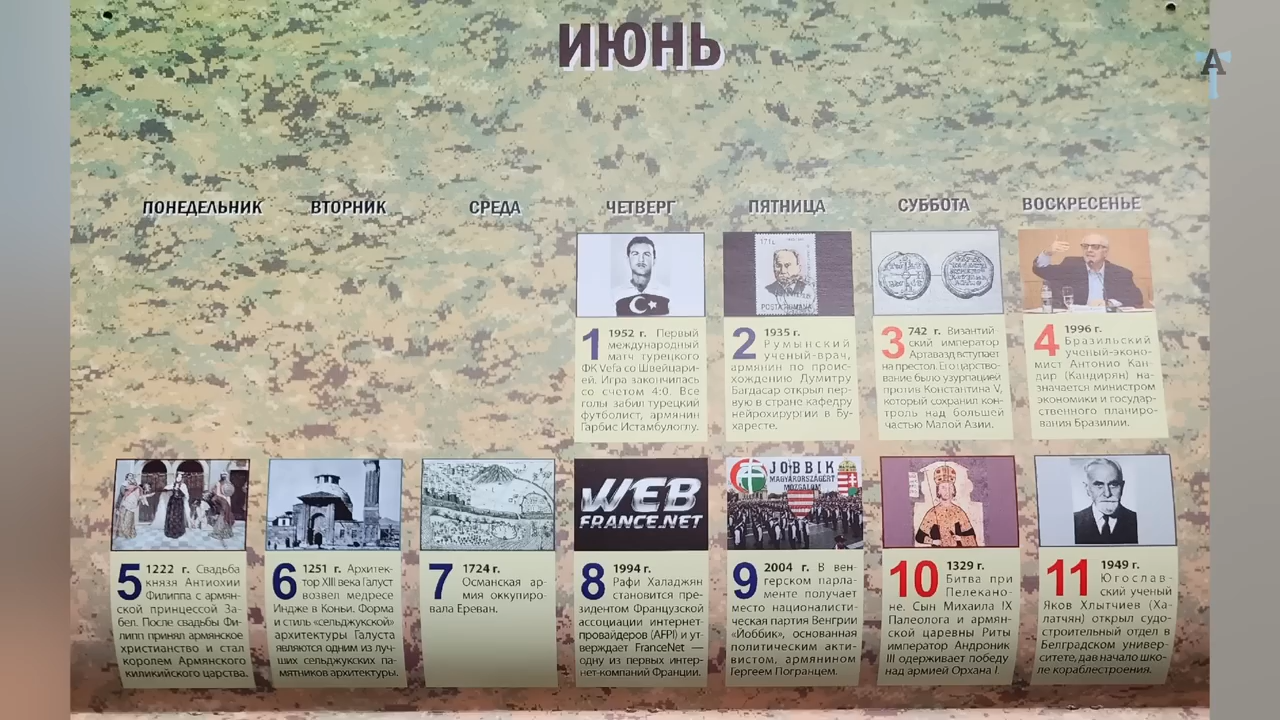 ИЮНЬ
А
ПОНЕДЕЛЬНИК ВТОРНИК СРЕДА ЧЕТВЕРГ ПЯТНИЦА СУББОТА ВОСКРЕСЕНЬЕ
1 1952 г. Первый
международный
матч турецкого
ФК Vefa со Швейцари-
ей. Игра закончилась
со счетом 4:0. Все
голы забил турецкий
футболист, армянин
Гарбис Истамбулоглу.
POSTA ROMANA
2 1935 г.
Румынский
ученый-врач,
армянин по проис-
хождению Думитру
Багдасар открыл пер-
вую в стране кафедру
нейрохирургии в Бу-
харесте.
3 742 г. Византий-
ский император
Артавазд вступает
на престол. Его царство-
вание было узурпацией
против Константина V,
который сохранил кон-
троль над большей
частью Малой Азии.
4 1996 г.
Бразильский
ученый-эконо-
мист Антонио Кан-
дир (Кандирян) на-
значается министром
экономики и государ-
ственного планиро-
вания Бразилии.
5 1222 г. Свадьба
князя Антиохии
Филиппа с армян-
ской принцессой За-
бел. После свадьбы Фи-
липп принял армянское
христианство и стал
королем Армянского
киликийского царства.
6 1251 г. Архитек-
тор XIII века Галуст
возвел медресе
Индже в Коньи. Форма
и стиль «сельджукской»
архитектуры Галуста
являются одним из луч-
ших сельджукских па-
мятников архитектуры.
7 1724 г.
Османская ар-
мия оккупиро-
вала Ереван.
WEB
FRANCE.NET
8 1994 г.
Рафи Халаджян
становится пре-
зидентом Французской
ассоциации интернет-
провайдеров (AFPI) и ут-
верждает FranceNet —
одну из первых интер-
нет-компаний Франции.
JOBBIK
MAGYARORSZÁGÉRT
MOZGALOM
9 2004 г. В вен-
герском парла-
менте получает
место националисти-
ческая партия Венгрии
«Йоббик», основанная
политическим акти-
вистом, армянином
Гергеем Погранцем.
10 1329 г.
Битва при
Пелекано-
не. Сын Михаила IX
Палеолога и армян-
ской царевны Риты
император Андроник
III одерживает победу
над армией Орхана I.
11 1949 г.
Югослав-
ский ученый
Яков Хлытчиев (Ха-
латчян) открыл судо-
строительный отдел в
Белградском универ-
ситете, дав начало шко-
ле кораблестроения.